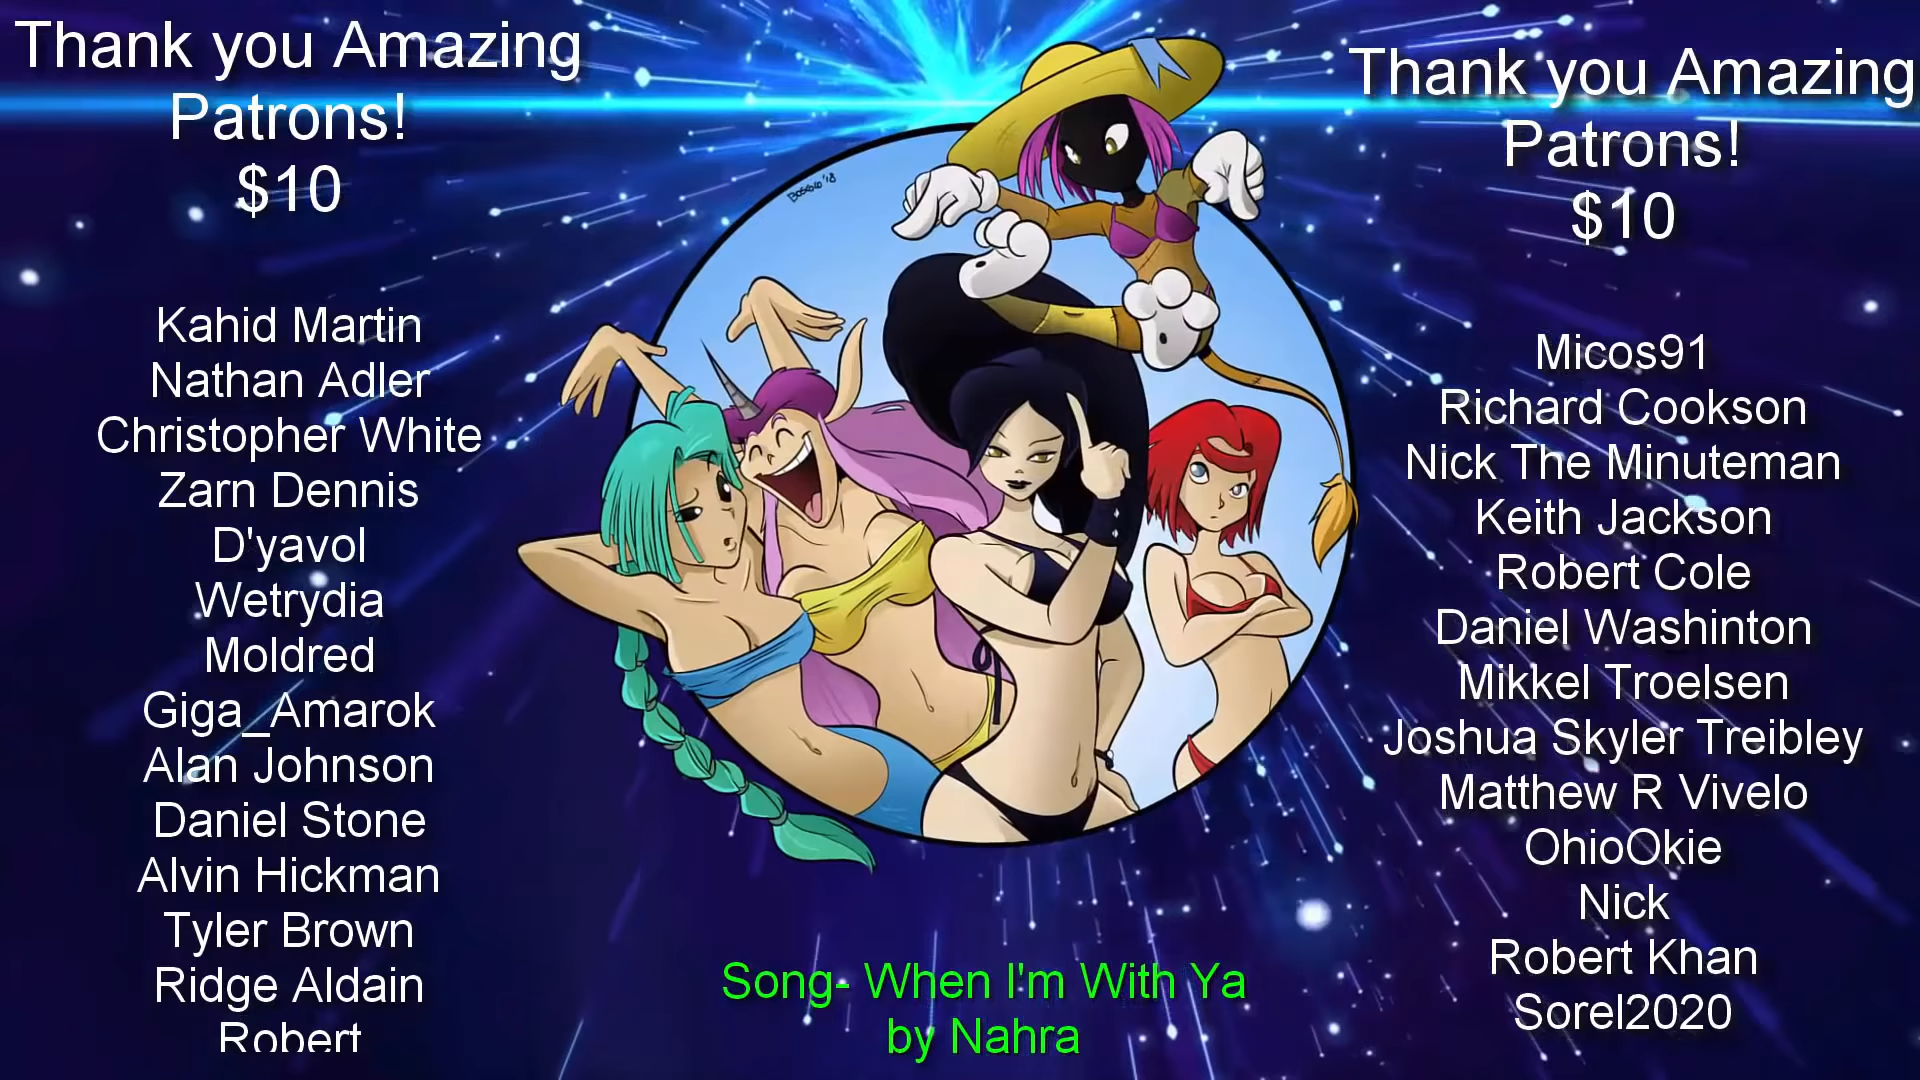 Thank you Amazing
Patrons!
$10
Kahid Martin
Nathan Adler
Christopher White
Zarn Dennis
D'yavol
Wetrydia
Moldred
Giga_Amarok
Alan Johnson
Daniel Stone
Alvin Hickman
Tyler Brown
Ridge Aldain
Robert
Bosskio '18
Song- When I'm With Ya
by Nahra
Thank you Amazing
Patrons!
$10
Micos91
Richard Cookson
Nick The Minuteman
Keith Jackson
Robert Cole
Daniel Washinton
Mikkel Troelsen
Joshua Skyler Treibley
Matthew R Vivelo
OhioOkie
Nick
Robert Khan
Sorel2020